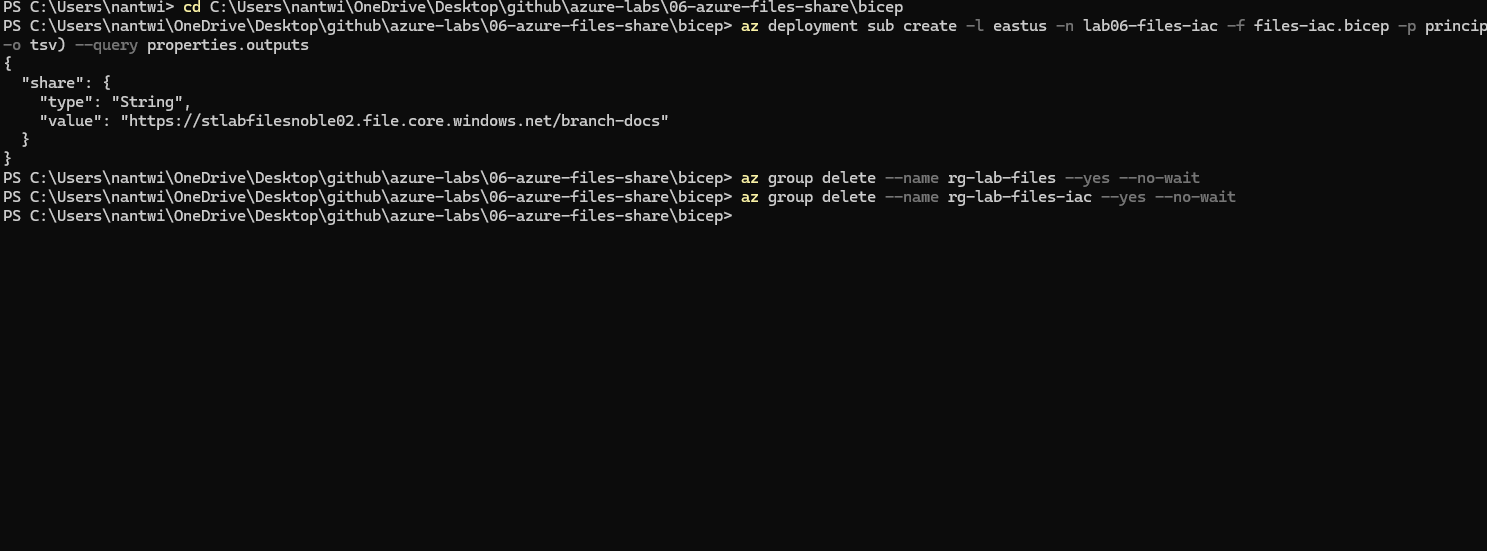 PS C:\Users\nantwi> cd C:\Users\nantwi\OneDrive\Desktop\github\azure-labs\06-azure-files-share\bicep
PS C:\Users\nantwi\OneDrive\Desktop\github\azure-labs\06-azure-files-share\bicep> az deployment sub create -l eastus -n lab06-files-iac -f files-iac.bicep -p princip
-o tsv) --query properties.outputs
{
  "share": {
    "type": "String",
    "value": "https://stlabfilesnoble02.file.core.windows.net/branch-docs"
  }
}
PS C:\Users\nantwi\OneDrive\Desktop\github\azure-labs\06-azure-files-share\bicep> az group delete --name rg-lab-files --yes --no-wait
PS C:\Users\nantwi\OneDrive\Desktop\github\azure-labs\06-azure-files-share\bicep> az group delete --name rg-lab-files-iac --yes --no-wait
PS C:\Users\nantwi\OneDrive\Desktop\github\azure-labs\06-azure-files-share\bicep>